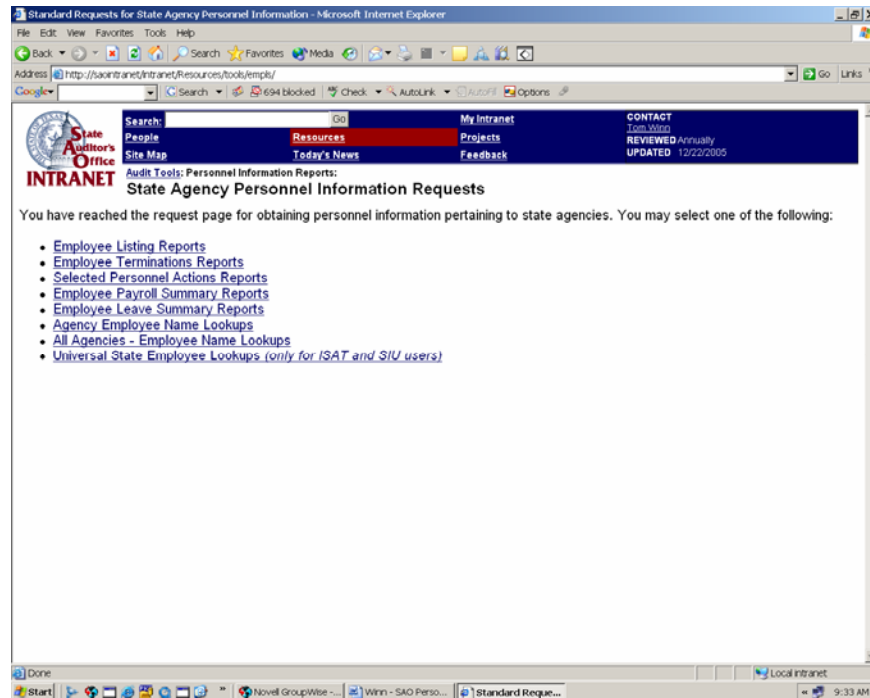 Standard Requests for State Agency Personnel Information - Microsoft Internet Explorer
File Edit View Favorites Tools Help
Back Search Favorites Media
Address http://saointranet/intranet/Resources/tools/empls/ Go Links
Google Search 694 blocked Check AutoLink AutoFill Options
State Auditor's Office
INTRANET
Search: Go My Intranet CONTACT
Tom Winn
People Resources Projects REVIEWED Annually
Site Map Today's News Feedback UPDATED 12/22/2005
Audit Tools: Personnel Information Reports:
State Agency Personnel Information Requests
You have reached the request page for obtaining personnel information pertaining to state agencies. You may select one of the following:
• Employee Listing Reports
• Employee Terminations Reports
• Selected Personnel Actions Reports
• Employee Payroll Summary Reports
• Employee Leave Summary Reports
• Agency Employee Name Lookups
• All Agencies - Employee Name Lookups
• Universal State Employee Lookups (only for ISAT and SIU users)
Done Local intranet
Start Novell GroupWise -... Winn - SAO Perso... Standard Reque... 9:33 AM